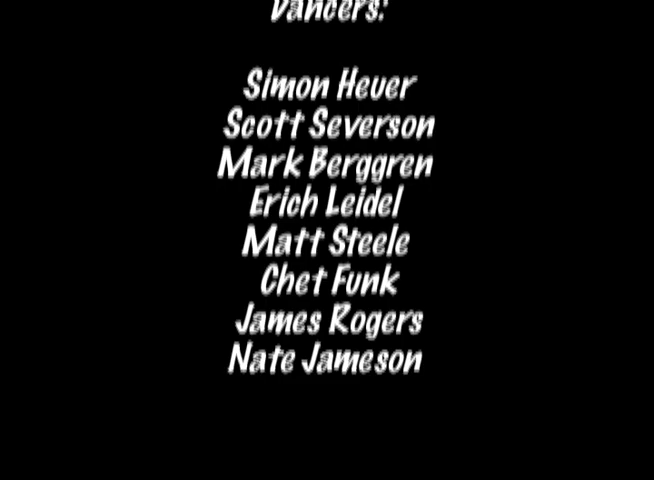 Dancers:
Simon Heuer
Scott Severson
Mark Berggren
Erich Leidel
Matt Steele
Chet Funk
James Rogers
Nate Jameson